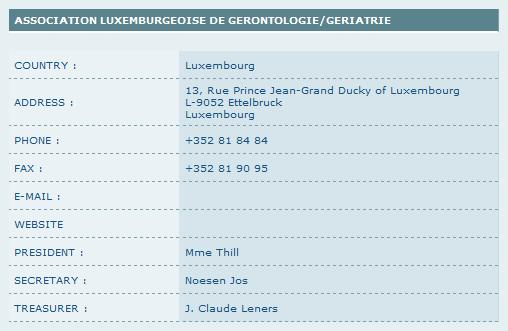 ASSOCIATION LUXEMBURGEOISE DE GERONTOLOGIE/GERIATRIE
COUNTRY : Luxembourg
ADDRESS : 13, Rue Prince Jean-Grand Ducky of Luxembourg
L-9052 Ettelbruck
Luxembourg
PHONE : +352 81 84 84
FAX : +352 81 90 95
E-MAIL :
WEBSITE
PRESIDENT : Mme Thill
SECRETARY : Noesen Jos
TREASURER : J. Claude Leners